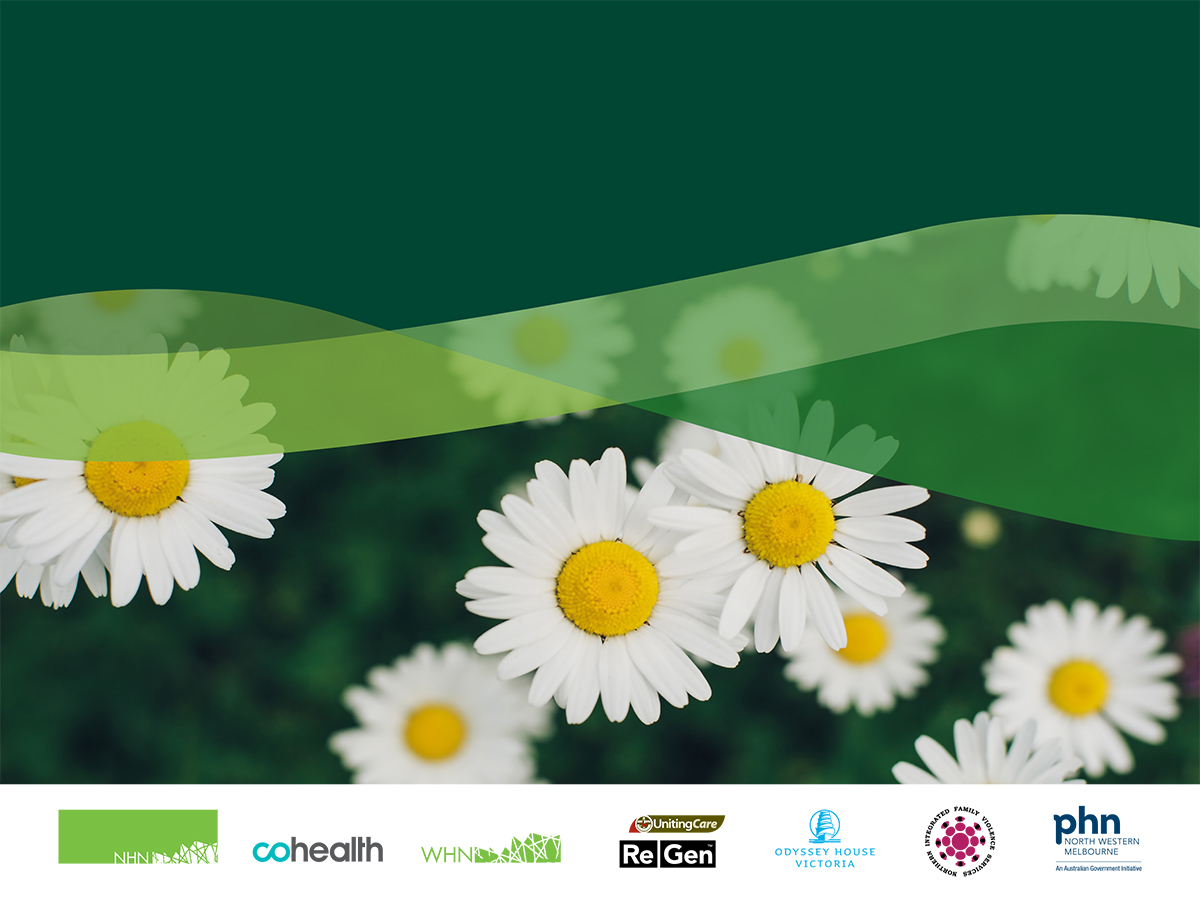 NHN
cohealth
WHN
UnitingCare
ReGen™
ODYSSEY HOUSE
VICTORIA
NORTHERN INTEGRATED FAMILY VIOLENCE SERVICES
phn
NORTH WESTERN
MELBOURNE
An Australian Government Initiative